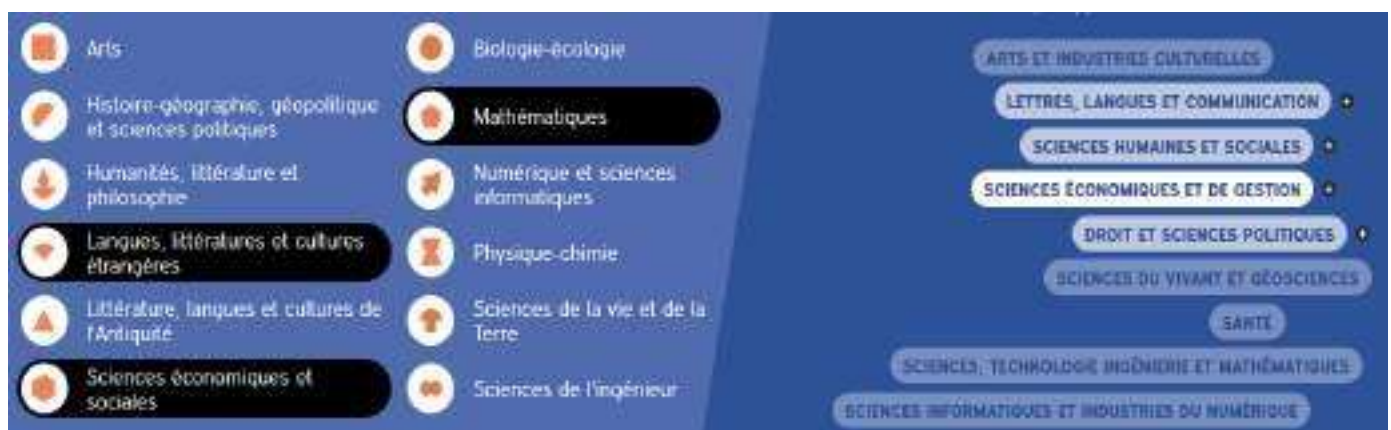 Arts
Histoire-géographie, géopolitique
et sciences politiques
Humanités, littérature et
philosophie
Langues, littératures et cultures
étrangères
Littérature, langues et cultures de
l'Antiquité
Sciences économiques et
sociales
Biologie-écologie
Mathématiques
Numérique et sciences
informatiques
Physique-chimie
Sciences de la vie et de la
Terre
Sciences de l'ingénieur
ARTS ET INDUSTRIES CULTURELLES
LETTRES, LANGUES ET COMMUNICATION
SCIENCES HUMAINES ET SOCIALES
SCIENCES ÉCONOMIQUES ET DE GESTION
DROIT ET SCIENCES POLITIQUES
SCIENCES DU VIVANT ET GÉOSCIENCES
SANTÉ
SCIENCES, TECHNOLOGIE INGÉNIERIE ET MATHÉMATIQUES
SCIENCES INFORMATIQUES ET INDUSTRIES DU NUMÉRIQUE